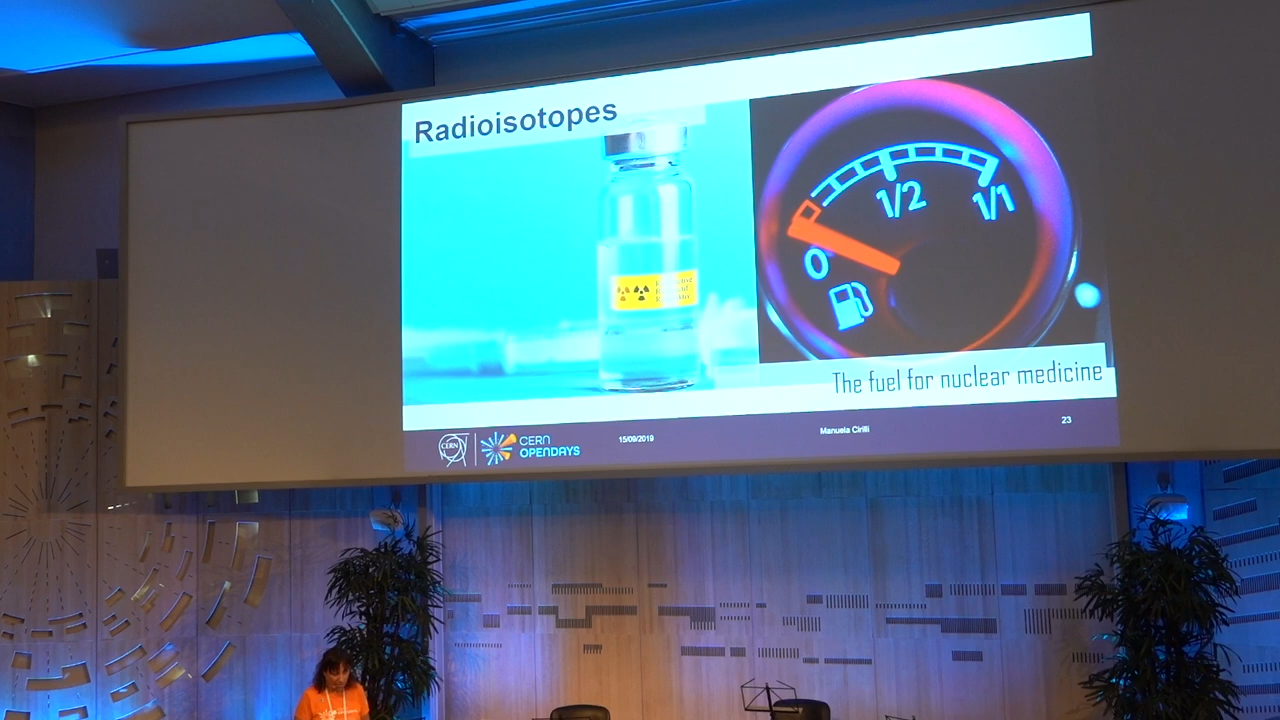 Radioisotopes
1/2
1/1
0
The fuel for nuclear medicine
CERN
CERN
OPENDAYS
15/09/2019
Manuela Cirilli
23